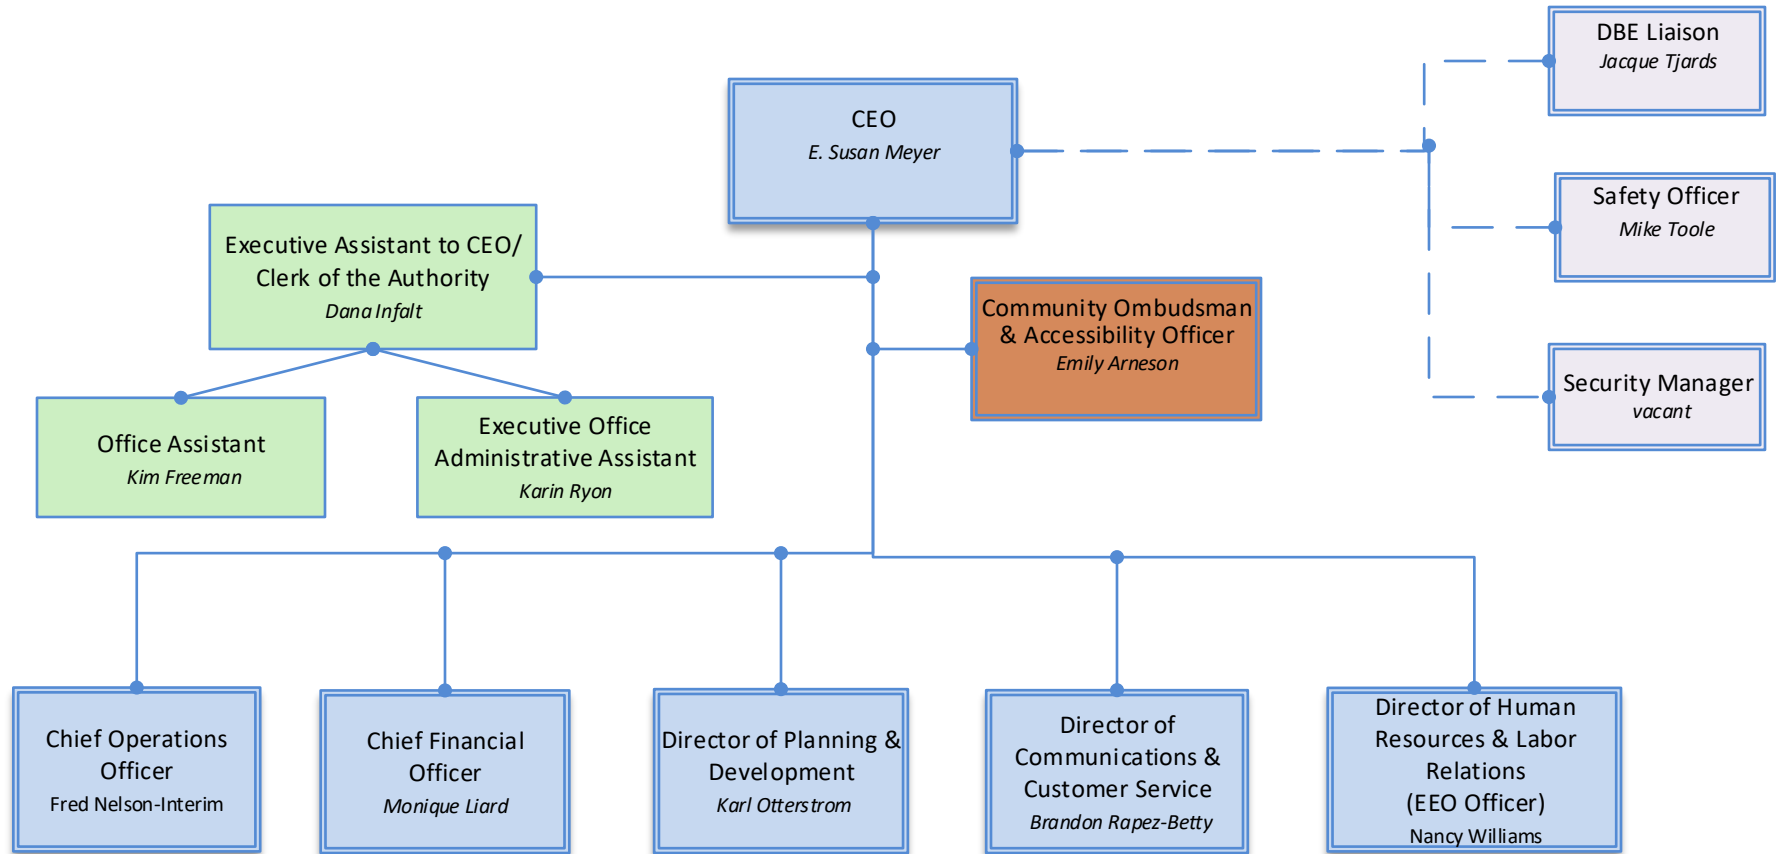 DBE Liaison
Jacque Tjards
CEO
E. Susan Meyer
Safety Officer
Mike Toole
Executive Assistant to CEO/
Clerk of the Authority
Dana Infalt
Community Ombudsman
& Accessibility Officer
Emily Arneson
Security Manager
vacant
Office Assistant
Kim Freeman
Executive Office
Administrative Assistant
Karin Ryon
Chief Operations
Officer
Fred Nelson-Interim
Chief Financial
Officer
Monique Liard
Director of Planning &
Development
Karl Otterstrom
Director of
Communications &
Customer Service
Brandon Rapez-Betty
Director of Human
Resources & Labor
Relations
(EEO Officer)
Nancy Williams